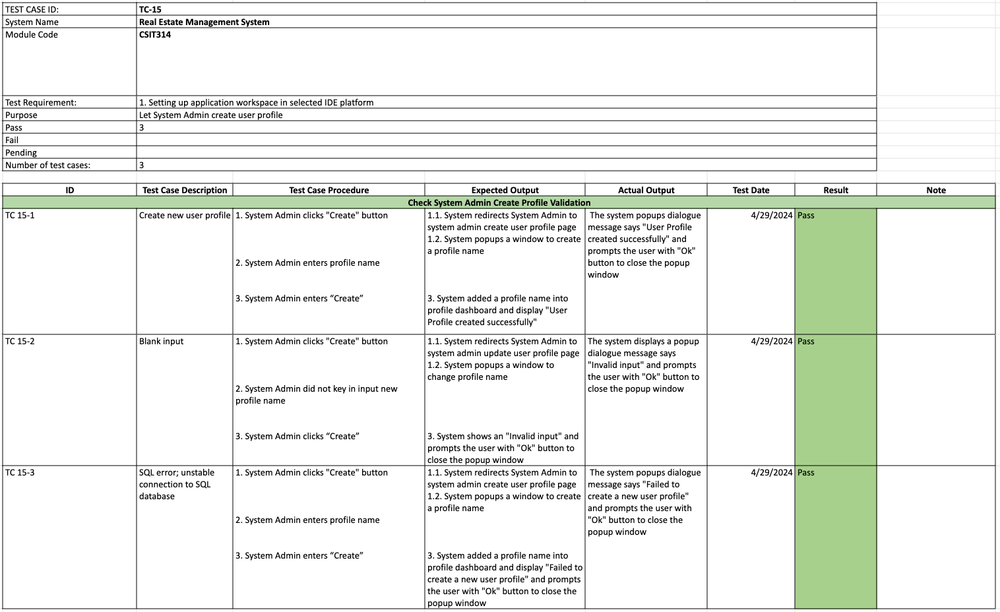 TEST CASE ID: TC-15
System Name Real Estate Management System
Module Code CSIT314
Test Requirement: 1. Setting up application workspace in selected IDE platform
Purpose Let System Admin create user profile
Pass 3
Fail
Pending
Number of test cases: 3
ID Test Case Description Test Case Procedure Expected Output Actual Output Test Date Result Note
Check System Admin Create Profile Validation
TC 15-1
Create new user profile
1. System Admin clicks "Create" button
2. System Admin enters profile name
3. System Admin enters “Create”
1.1. System redirects System Admin to
system admin create user profile page
1.2. System popups a window to create
a profile name
3. System added a profile name into
profile dashboard and display "User
Profile created successfully"
The system popups dialogue
message says "User Profile
created successfully" and
prompts the user with "Ok"
button to close the popup
window
4/29/2024
Pass
TC 15-2
Blank input
1. System Admin clicks "Create" button
2. System Admin did not key in input new
profile name
3. System Admin clicks “Create”
1.1. System redirects System Admin to
system admin update user profile page
1.2. System popups a window to
change profile name
3. System shows an "Invalid input" and
prompts the user with "Ok" button to
close the popup window
The system displays a popup
dialogue message says
"Invalid input" and prompts
the user with "Ok" button to
close the popup window
4/29/2024
Pass
TC 15-3
SQL error; unstable
connection to SQL
database
1. System Admin clicks "Create" button
2. System Admin enters profile name
3. System Admin enters “Create”
1.1. System redirects System Admin to
system admin create user profile page
1.2. System popups a window to create
a profile name
3. System added a profile name into
profile dashboard and display "Failed to
create a new user profile" and prompts
the user with "Ok" button to close the
popup window
The system popups dialogue
message says "Failed to
create a new user profile"
and prompts the user with
"Ok" button to close the
popup window
4/29/2024
Pass